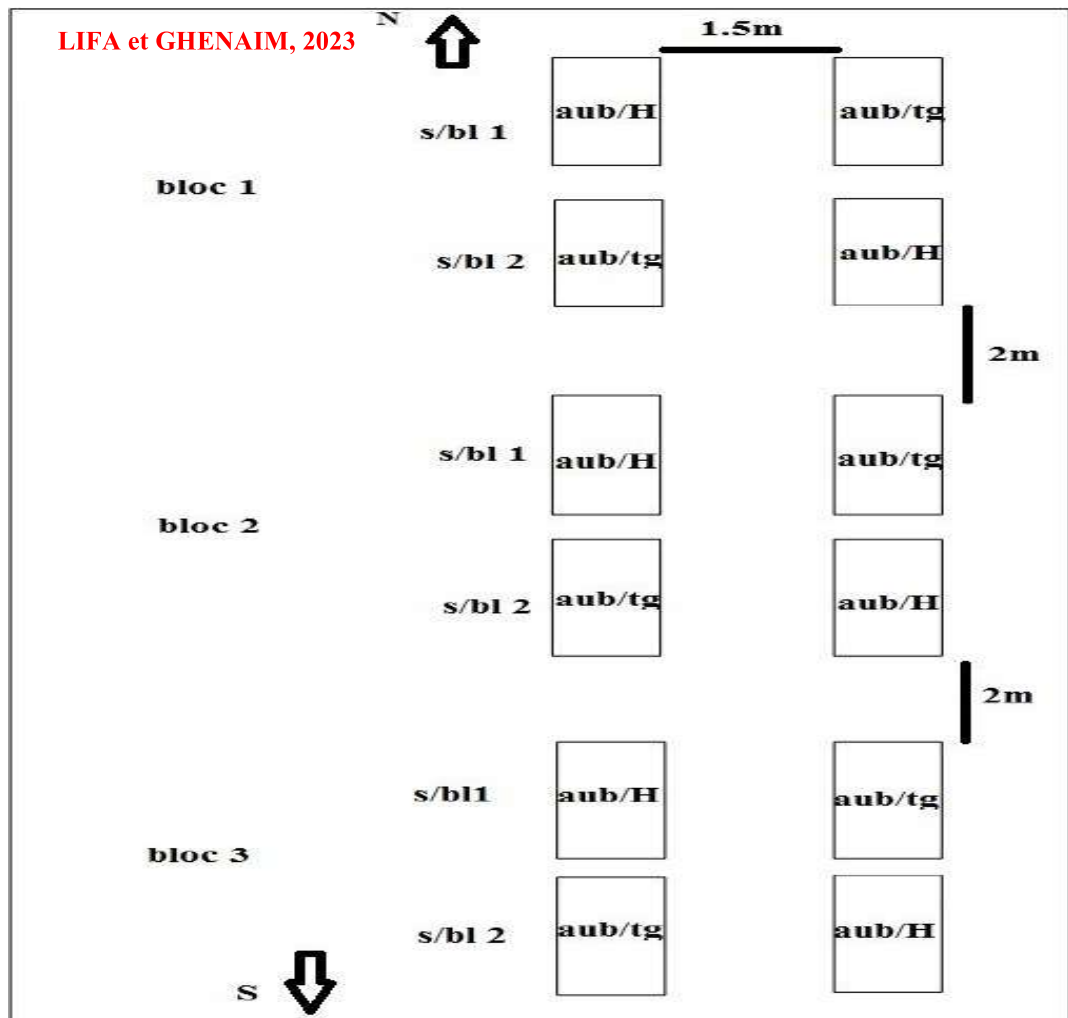 N
LIFA et GHENAIM, 2023
1.5m
s/bl 1
aub/H
aub/tg
bloc 1
s/bl 2
aub/tg
aub/H
2m
s/bl 1
aub/H
aub/tg
bloc 2
s/bl 2
aub/tg
aub/H
2m
s/bl1
aub/H
aub/tg
bloc 3
s/bl 2
aub/tg
aub/H
S